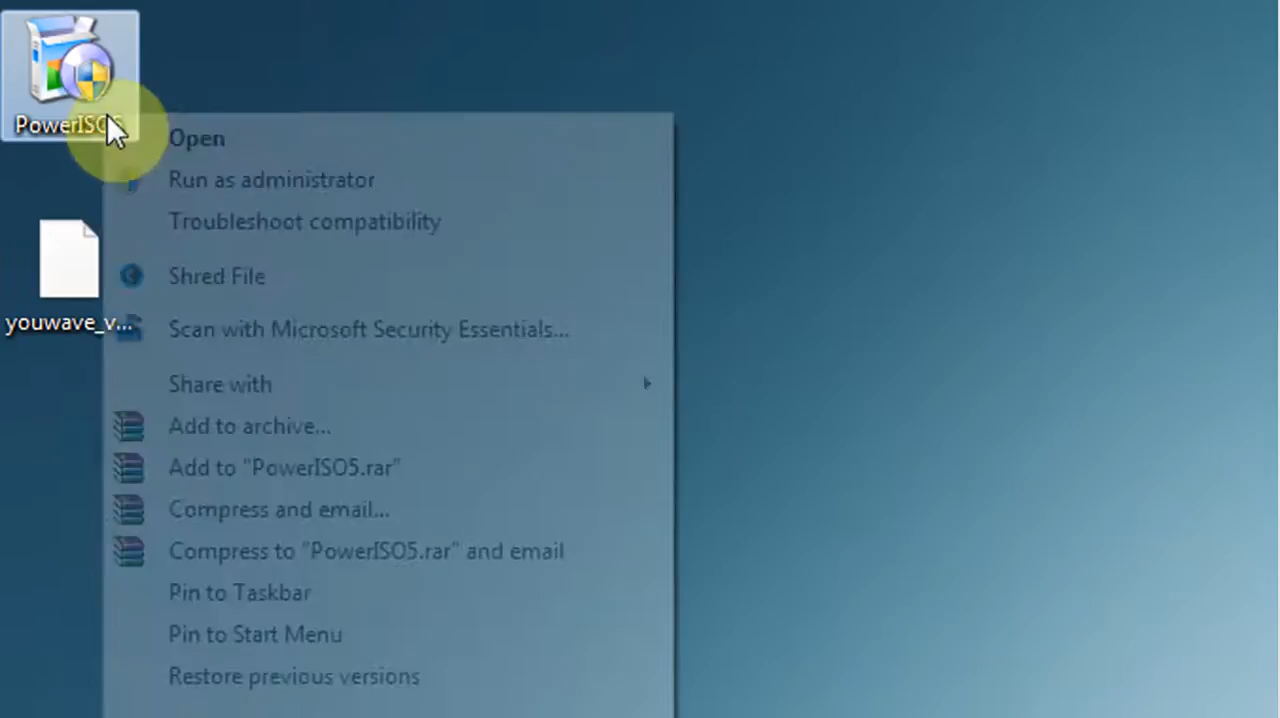 PowerISO5
youwave_v...
Open
Run as administrator
Troubleshoot compatibility
Shred File
Scan with Microsoft Security Essentials...
Share with
Add to archive...
Add to "PowerISO5.rar"
Compress and email...
Compress to "PowerISO5.rar" and email
Pin to Taskbar
Pin to Start Menu
Restore previous versions